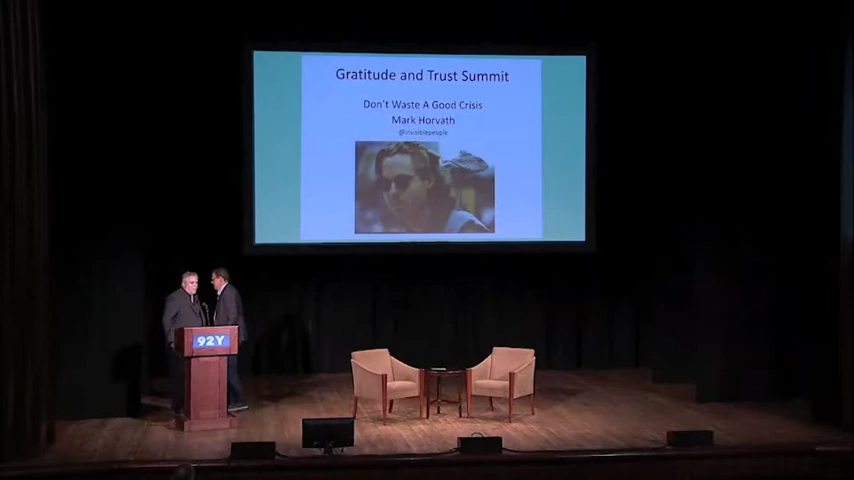 Gratitude and Trust Summit
Don't Waste A Good Crisis
Mark Horvath
@invisiblepeople
92Y